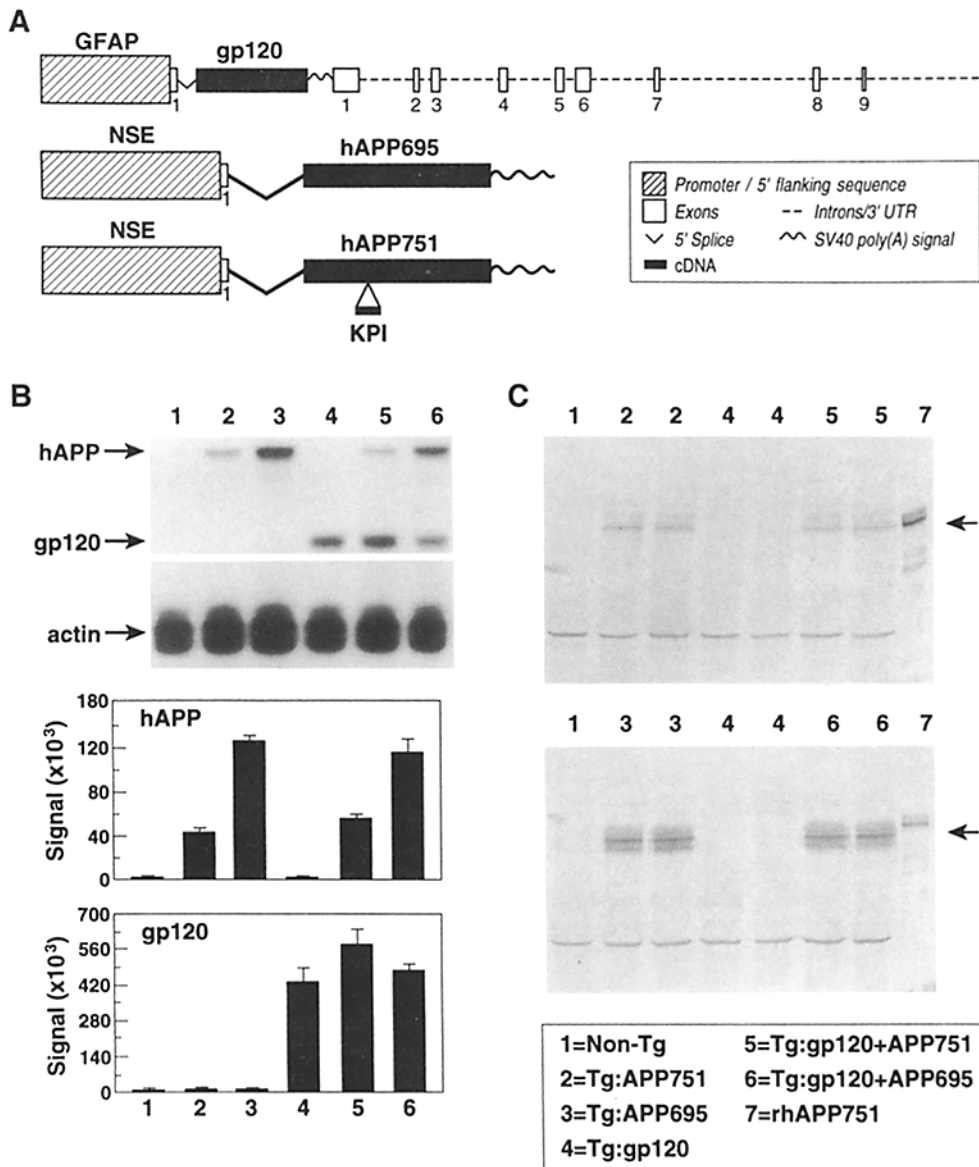 A
GFAP
gp120
1
1 2 3 4 5 6 7 8 9
NSE
hAPP695
1
NSE
hAPP751
1
KPI
Promoter / 5' flanking sequence
Exons
Introns/3' UTR
5' Splice
SV40 poly(A) signal
cDNA
B
1 2 3 4 5 6
hAPP
gp120
actin
hAPP
Signal (x10³)
180
120
80
40
0
gp120
Signal (x10³)
700
560
420
280
140
0
1 2 3 4 5 6
C
1 2 2 4 4 5 5 7
1 3 3 4 4 6 6 7
1=Non-Tg
2=Tg:APP751
3=Tg:APP695
4=Tg:gp120
5=Tg:gp120+APP751
6=Tg:gp120+APP695
7=rhAPP751